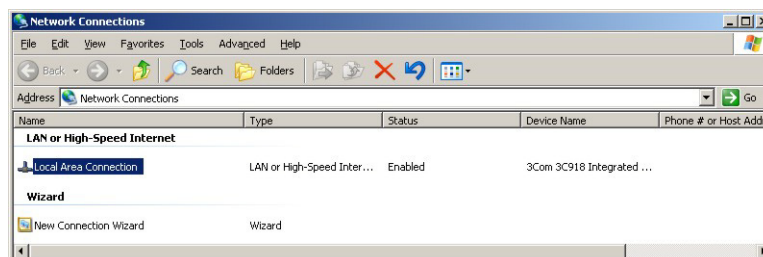 Network Connections
File Edit View Favorites Tools Advanced Help
Back Search Folders
Address Network Connections Go
Name Type Status Device Name Phone # or Host Add
LAN or High-Speed Internet
Local Area Connection LAN or High-Speed Inter... Enabled 3Com 3C918 Integrated ...
Wizard
New Connection Wizard Wizard